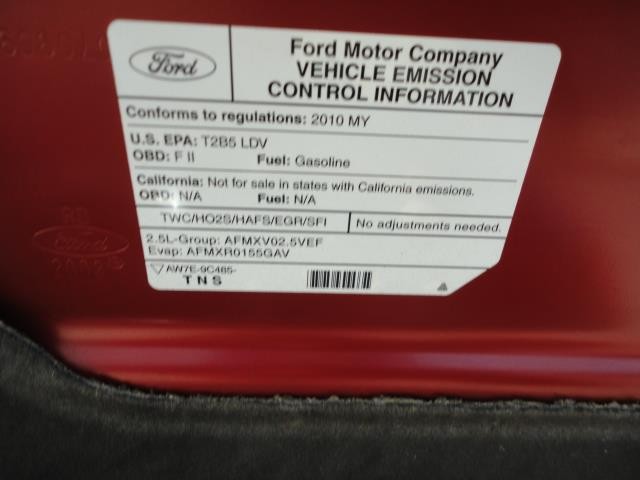 Ford
Ford Motor Company
VEHICLE EMISSION
CONTROL INFORMATION
Conforms to regulations: 2010 MY
U.S. EPA: T2B5 LDV
OBD: F II Fuel: Gasoline
California: Not for sale in states with California emissions.
OBD: N/A Fuel: N/A
TWC/HO2S/HAFS/EGR/SFI No adjustments needed.
2.5L-Group: AFMXV02.5VEF
Evap: AFMXR0155GAV
AW7E-9C485-
T N S
Ford